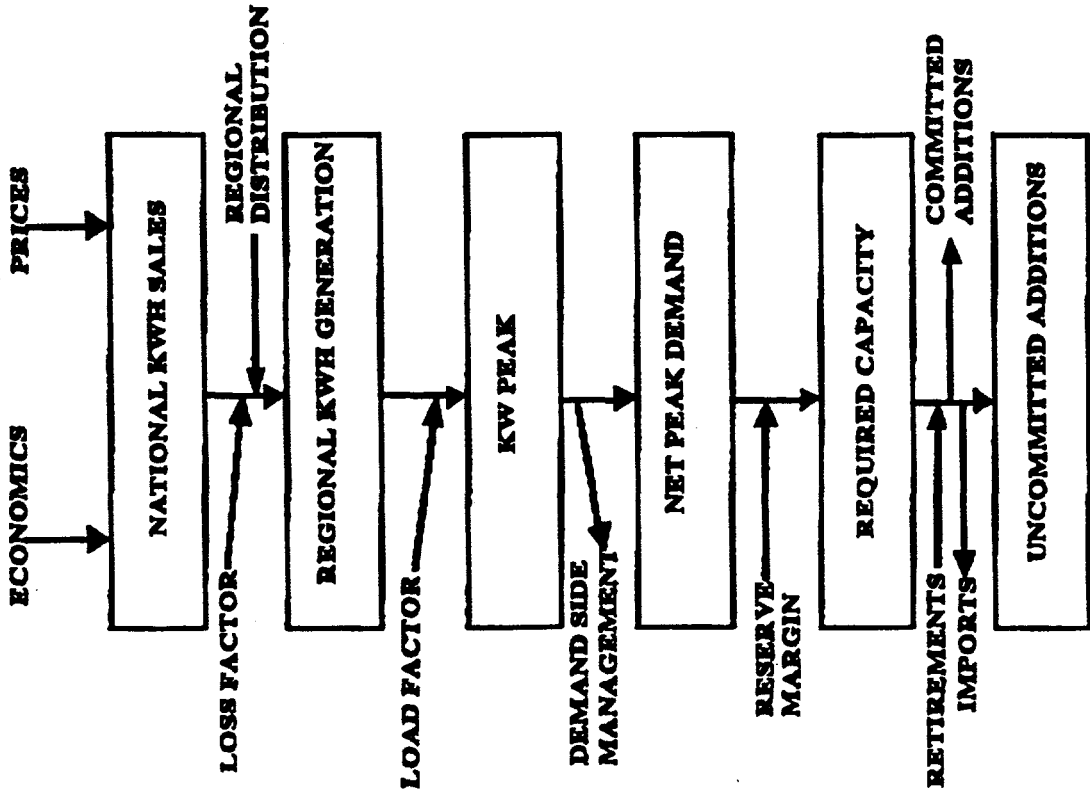 ECONOMICS
PRICES
NATIONAL KWH SALES
LOSS FACTOR
REGIONAL
DISTRIBUTION
REGIONAL KWH GENERATION
LOAD FACTOR
KW PEAK
DEMAND SIDE
MANAGEMENT
NET PEAK DEMAND
RESERVE
MARGIN
REQUIRED CAPACITY
RETIREMENTS
IMPORTS
COMMITTED
ADDITIONS
UNCOMMITTED ADDITIONS